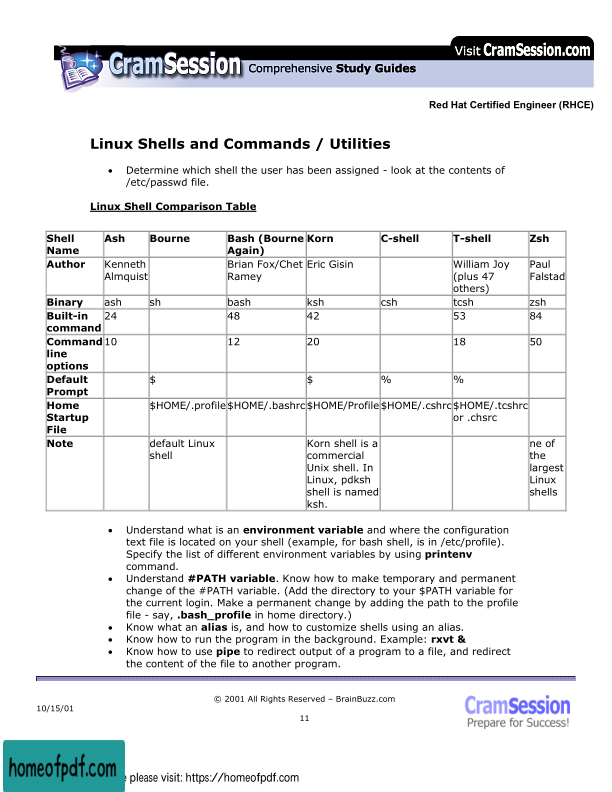 Visit CramSession.com
CramSession Comprehensive Study Guides
Red Hat Certified Engineer (RHCE)
Linux Shells and Commands / Utilities
• Determine which shell the user has been assigned - look at the contents of
/etc/passwd file.
Linux Shell Comparison Table
Shell Name Ash Bourne Bash (Bourne Again) Korn C-shell T-shell Zsh
Author Kenneth Almquist Brian Fox/Chet Ramey Eric Gisin William Joy (plus 47 others) Paul Falstad
Binary ash sh bash ksh csh tcsh zsh
Built-in command 24 48 42 53 84
Command line options 10 12 20 18 50
Default Prompt $ $ % %
Home Startup File $HOME/.profile $HOME/.bashrc $HOME/Profile $HOME/.cshrc $HOME/.tcshrc or .chsrc
Note default Linux shell Korn shell is a commercial Unix shell. In Linux, pdksh shell is named ksh. ne of the largest Linux shells
• Understand what is an environment variable and where the configuration
text file is located on your shell (example, for bash shell, is in /etc/profile).
Specify the list of different environment variables by using printenv
command.
• Understand #PATH variable. Know how to make temporary and permanent
change of the #PATH variable. (Add the directory to your $PATH variable for
the current login. Make a permanent change by adding the path to the profile
file - say, .bash_profile in home directory.)
• Know what an alias is, and how to customize shells using an alias.
• Know how to run the program in the background. Example: rxvt &
• Know how to use pipe to redirect output of a program to a file, and redirect
the content of the file to another program.
© 2001 All Rights Reserved – BrainBuzz.com
10/15/01
11
CramSession
Prepare for Success!
homeofpdf.com
please visit: https://homeofpdf.com